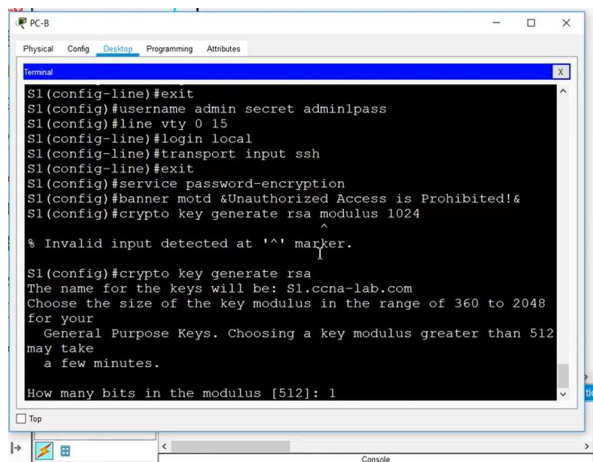 PC-B
Physical Config Desktop Programming Attributes
Terminal X
S1(config-line)#exit
S1(config)#username admin secret admin1pass
S1(config)#line vty 0 15
S1(config-line)#login local
S1(config-line)#transport input ssh
S1(config-line)#exit
S1(config)#service password-encryption
S1(config)#banner motd &Unauthorized Access is Prohibited!&
S1(config)#crypto key generate rsa modulus 1024
^
% Invalid input detected at '^' marker.
S1(config)#crypto key generate rsa
The name for the keys will be: S1.ccna-lab.com
Choose the size of the key modulus in the range of 360 to 2048
for your
General Purpose Keys. Choosing a key modulus greater than 512
may take
a few minutes.
How many bits in the modulus [512]: 1
Top
Console